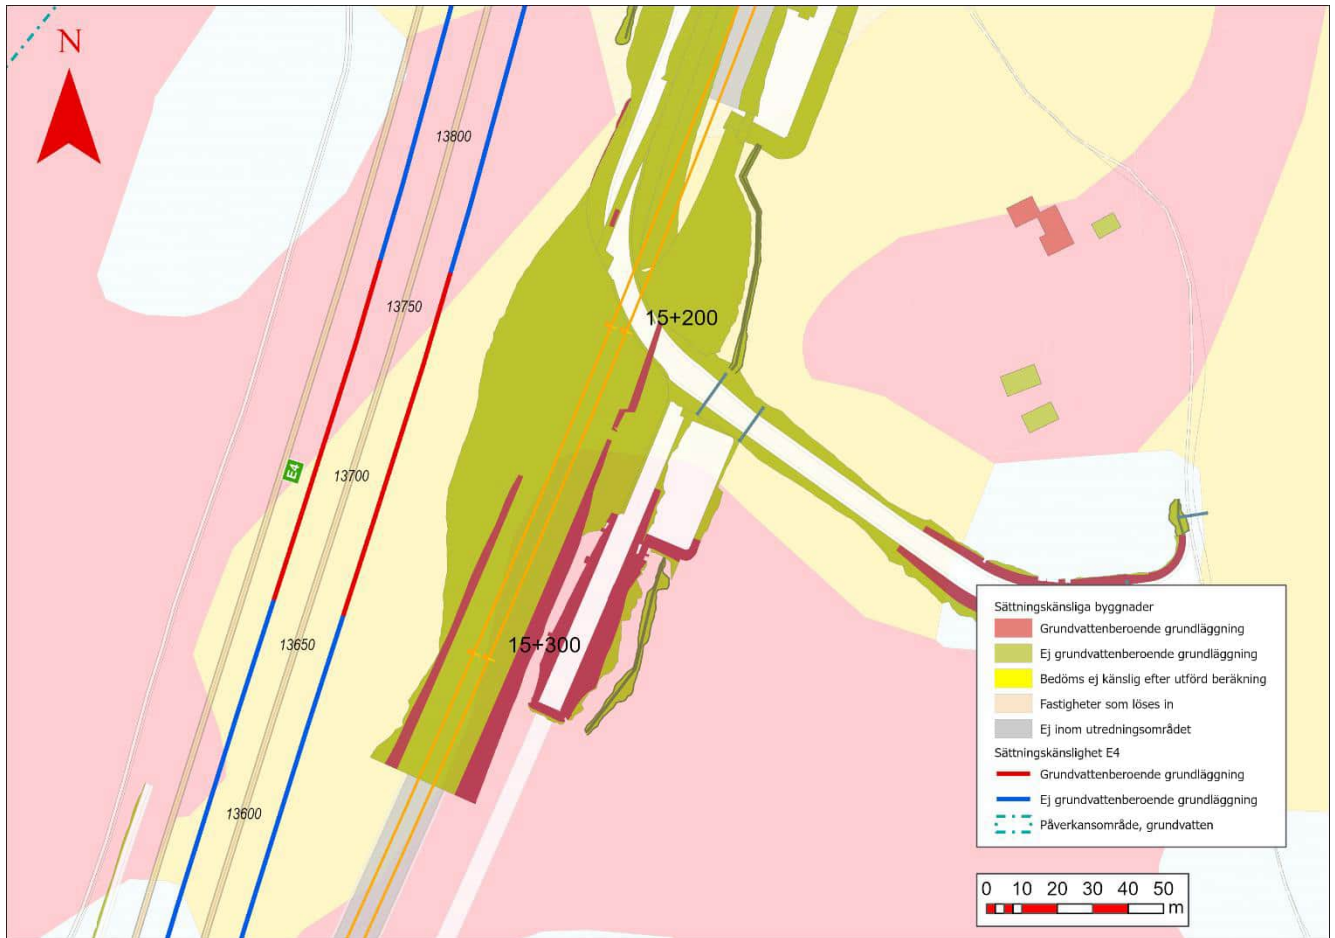 N
13800
13750
15+200
E4
13700
13650
15+300
13600
Sättningskänsliga byggnader
Grundvattenberoende grundläggning
Ej grundvattenberoende grundläggning
Bedöms ej känslig efter utförd beräkning
Fastigheter som löses in
Ej inom utredningsområdet
Sättningskänslighet E4
Grundvattenberoende grundläggning
Ej grundvattenberoende grundläggning
Påverkansområde, grundvatten
0 10 20 30 40 50
m